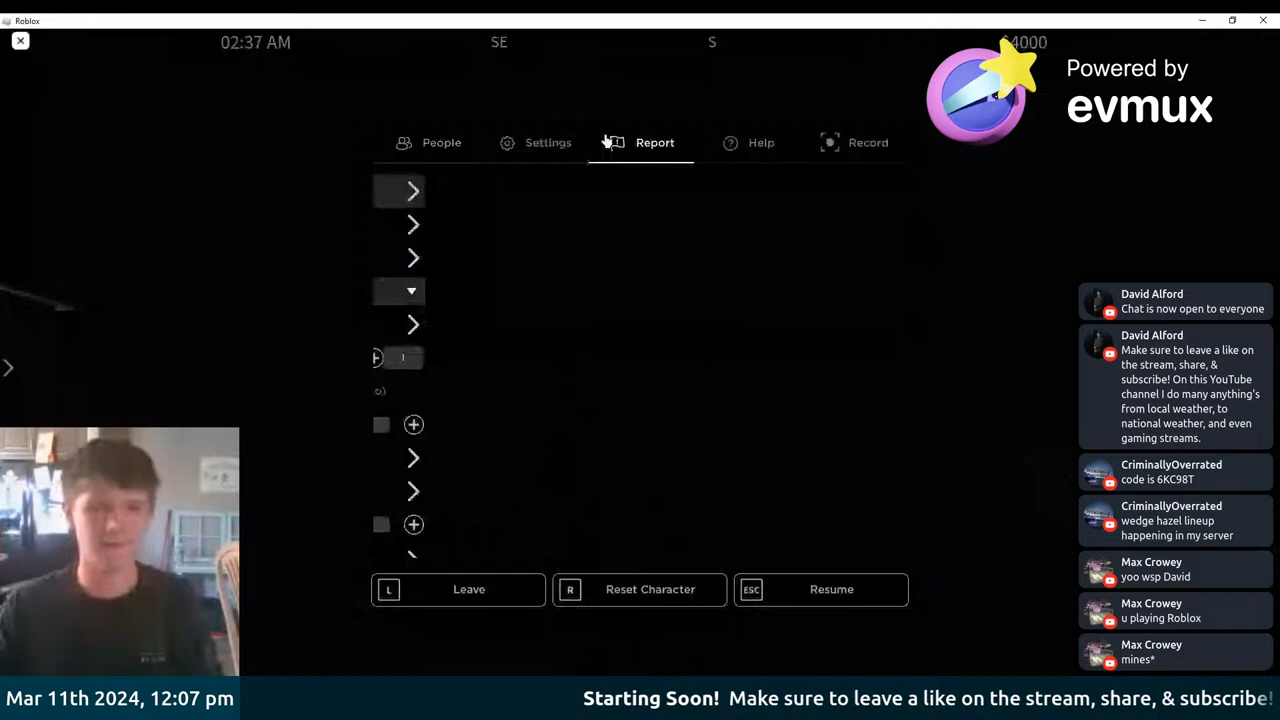 Roblox
02:37 AM
SE
S
Powered by
evmux
People
Settings
Report
Help
Record
David Alford
Chat is now open to everyone
David Alford
Make sure to leave a like on
the stream, share, &
subscribe! On this YouTube
channel I do many anything's
from local weather, to
national weather, and even
gaming streams.
CriminallyOverrated
code is 6KC98T
CriminallyOverrated
wedge hazel lineup
happening in my server
Max Crowey
yoo wsp David
Max Crowey
u playing Roblox
Max Crowey
mines*
L Leave
R Reset Character
ESC Resume
Mar 11th 2024, 12:07 pm
Starting Soon! Make sure to leave a like on the stream, share, & subscribe!